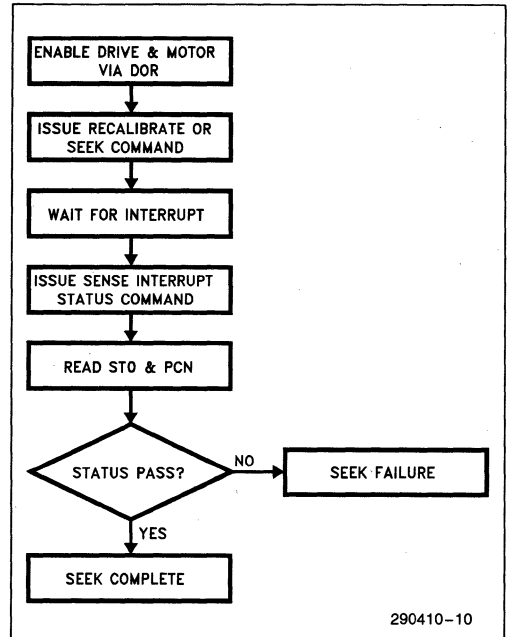 ENABLE DRIVE & MOTOR
VIA DOR
ISSUE RECALIBRATE OR
SEEK COMMAND
WAIT FOR INTERRUPT
ISSUE SENSE INTERRUPT
STATUS COMMAND
READ ST0 & PCN
STATUS PASS?
NO
SEEK FAILURE
YES
SEEK COMPLETE
290410-10